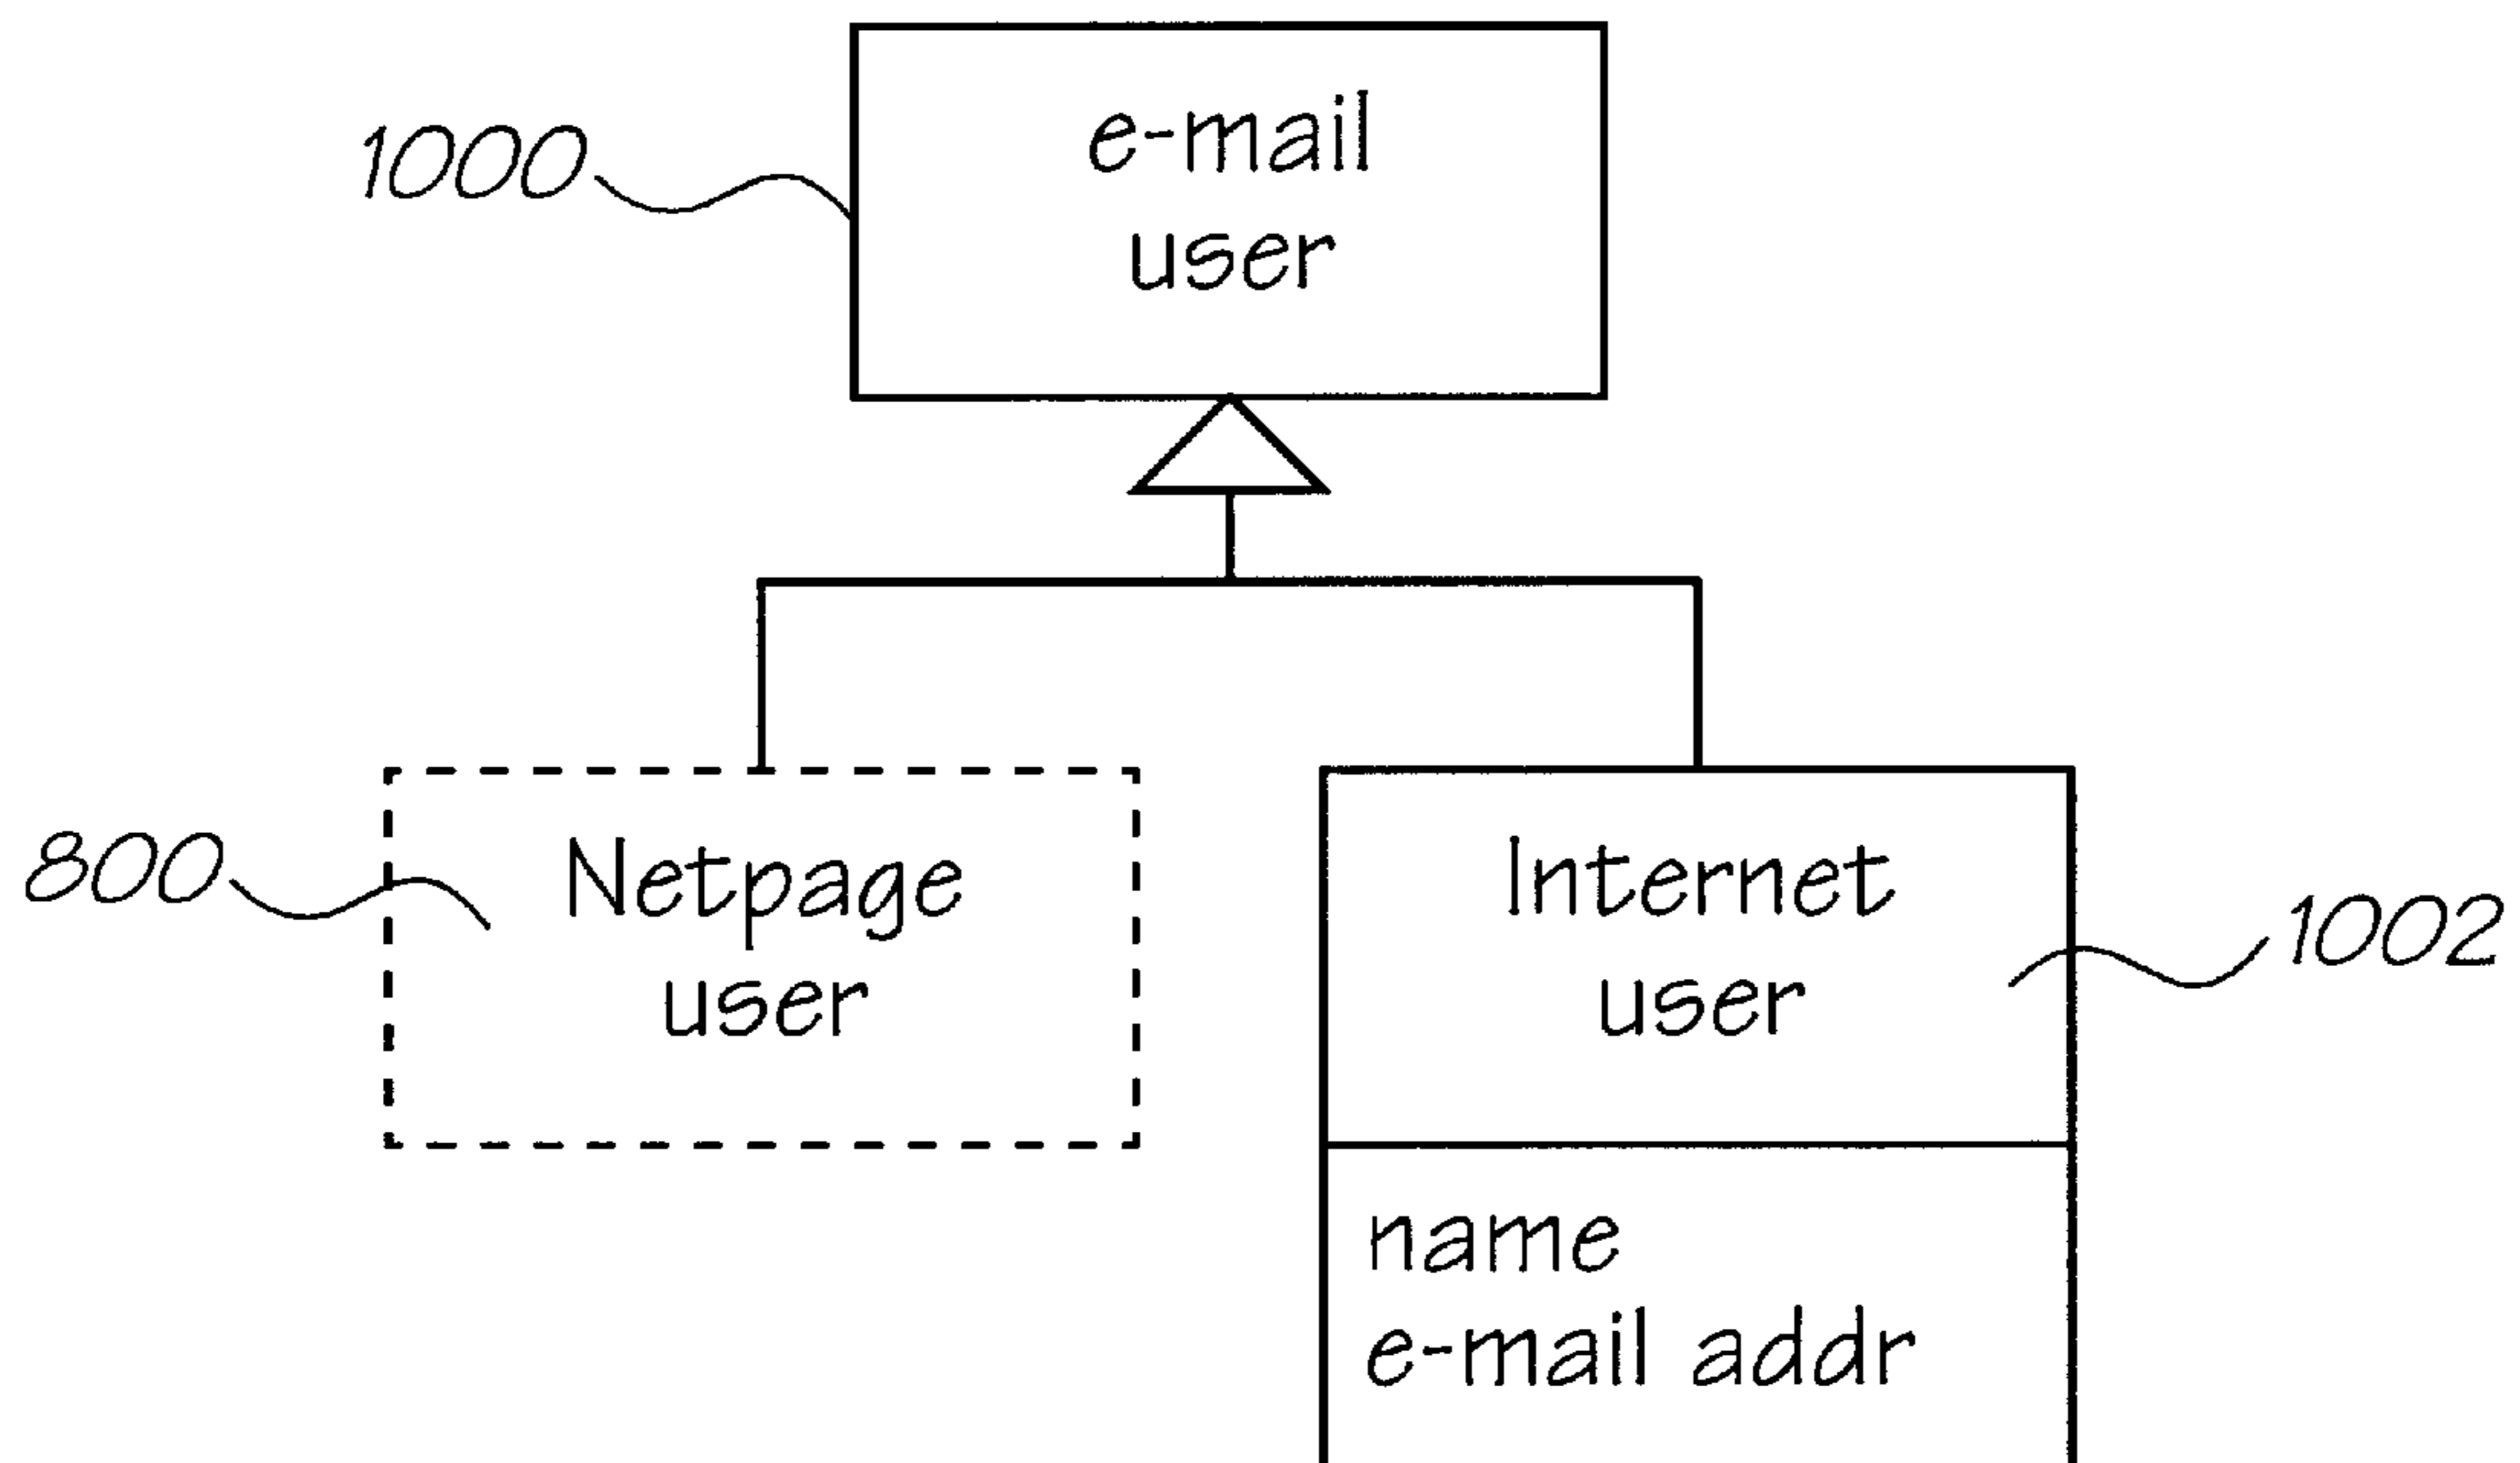 1000
e-mail
user
800
Netpage
user
Internet
user
1002
name
e-mail addr